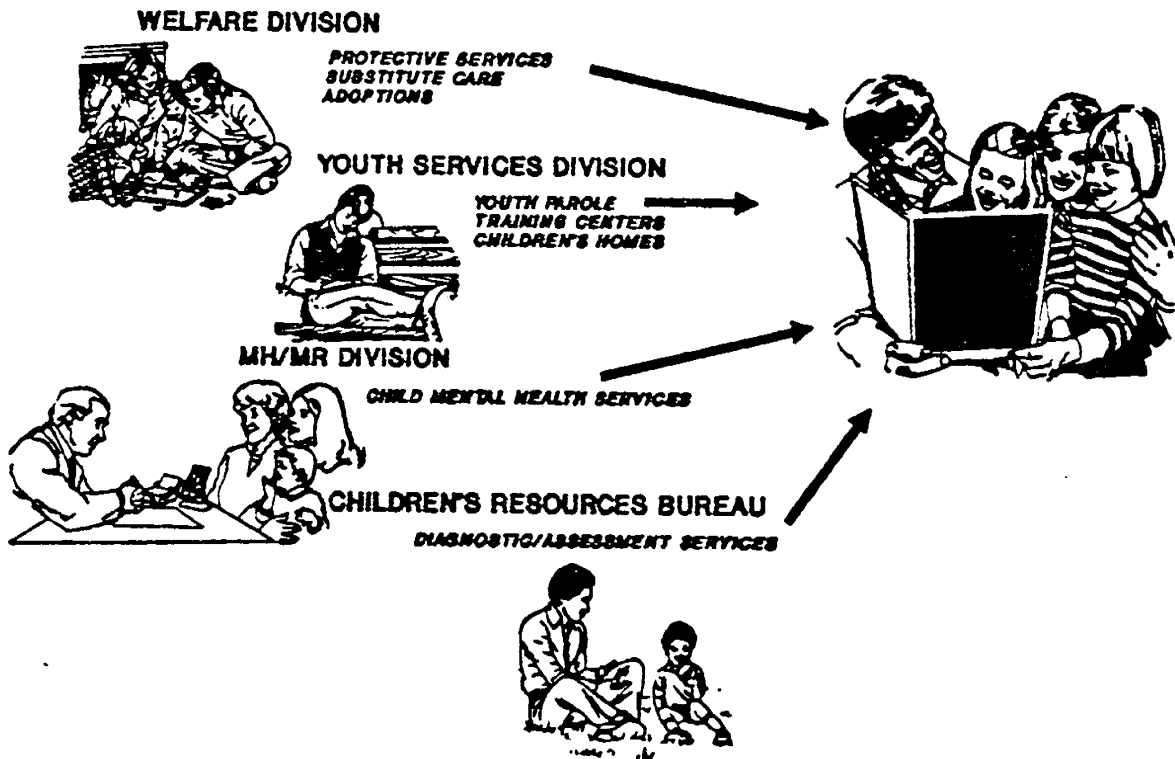 WELFARE DIVISION
PROTECTIVE SERVICES
SUBSTITUTE CARE
ADOPTIONS
YOUTH SERVICES DIVISION
YOUTH PAROLE
TRAINING CENTERS
CHILDREN'S HOMES
MH/MR DIVISION
CHILD MENTAL HEALTH SERVICES
CHILDREN'S RESOURCES BUREAU
DIAGNOSTIC/ASSESSMENT SERVICES